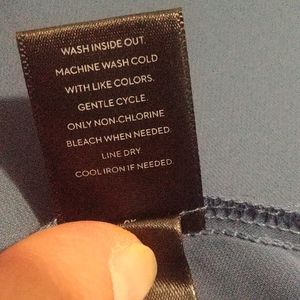 WASH INSIDE OUT.
MACHINE WASH COLD
WITH LIKE COLORS.
GENTLE CYCLE.
ONLY NON-CHLORINE
BLEACH WHEN NEEDED.
LINE DRY
COOL IRON IF NEEDED.